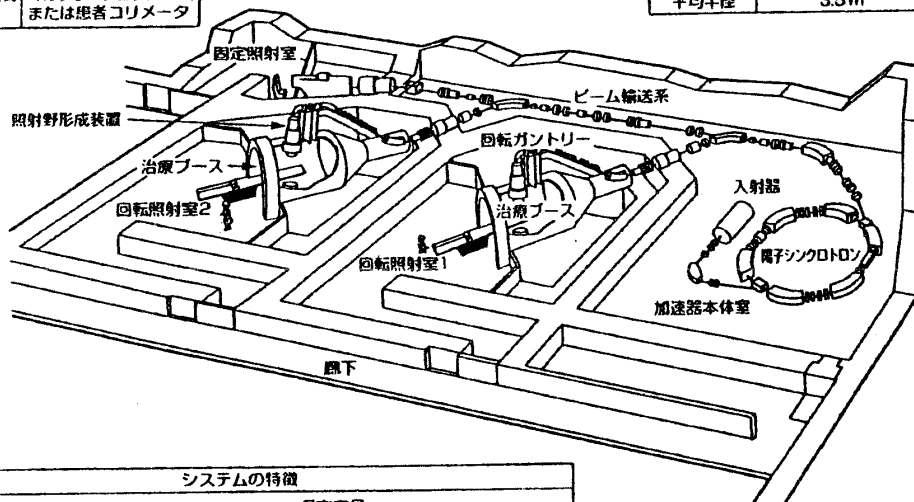 または患者コリメータ
平均半径 3.5m
固定照射室
ビーム輸送系
照射野形成装置
回転ガントリー
治療ブース
入射器
回転照射室2
治療ブース
陽子シンクロトロン
回転照射室1
加速器本体室
廊下
システムの特徴